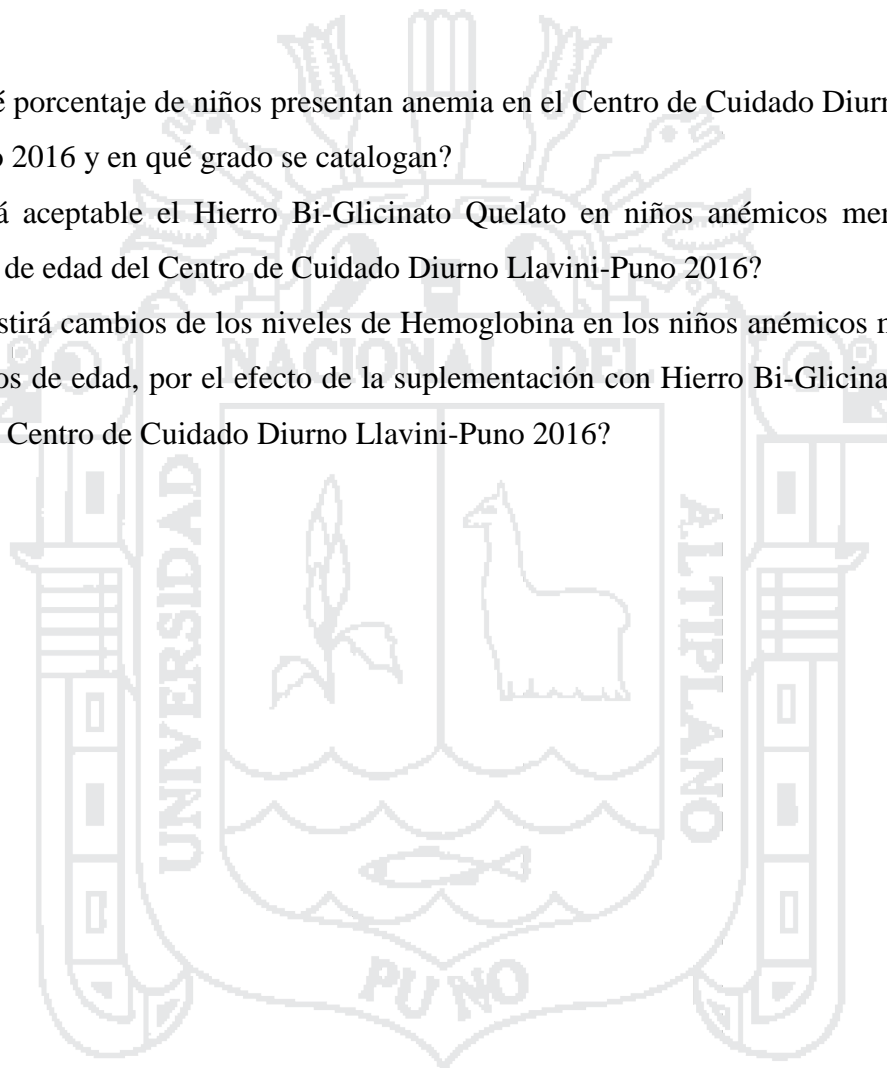 é porcentaje de niños presentan anemia en el Centro de Cuidado Diurn
o 2016 y en qué grado se catalogan?
á aceptable el Hierro Bi-Glicinato Quelato en niños anémicos men
de edad del Centro de Cuidado Diurno Llavini-Puno 2016?
stirá cambios de los niveles de Hemoglobina en los niños anémicos m
os de edad, por el efecto de la suplementación con Hierro Bi-Glicina
Centro de Cuidado Diurno Llavini-Puno 2016?
NACIONAL DEL
UNIVERSIDAD
ALTIPLANO
PUNO